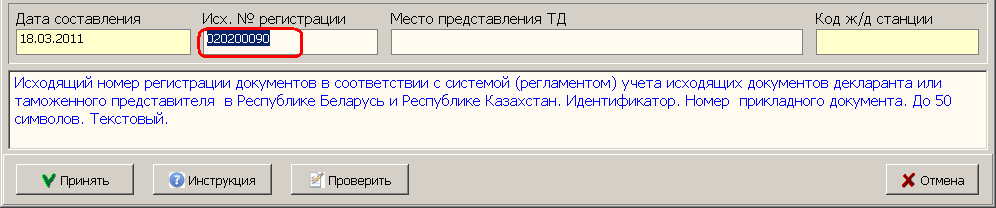 Дата составления Исх. № регистрации Место представления ТД Код ж/д станции
18.03.2011 020200090
Исходящий номер регистрации документов в соответствии с системой (регламентом) учета исходящих документов декларанта или
таможенного представителя в Республике Беларусь и Республике Казахстан. Идентификатор. Номер прикладного документа. До 50
символов. Текстовый.
Принять Инструкция Проверить Отмена